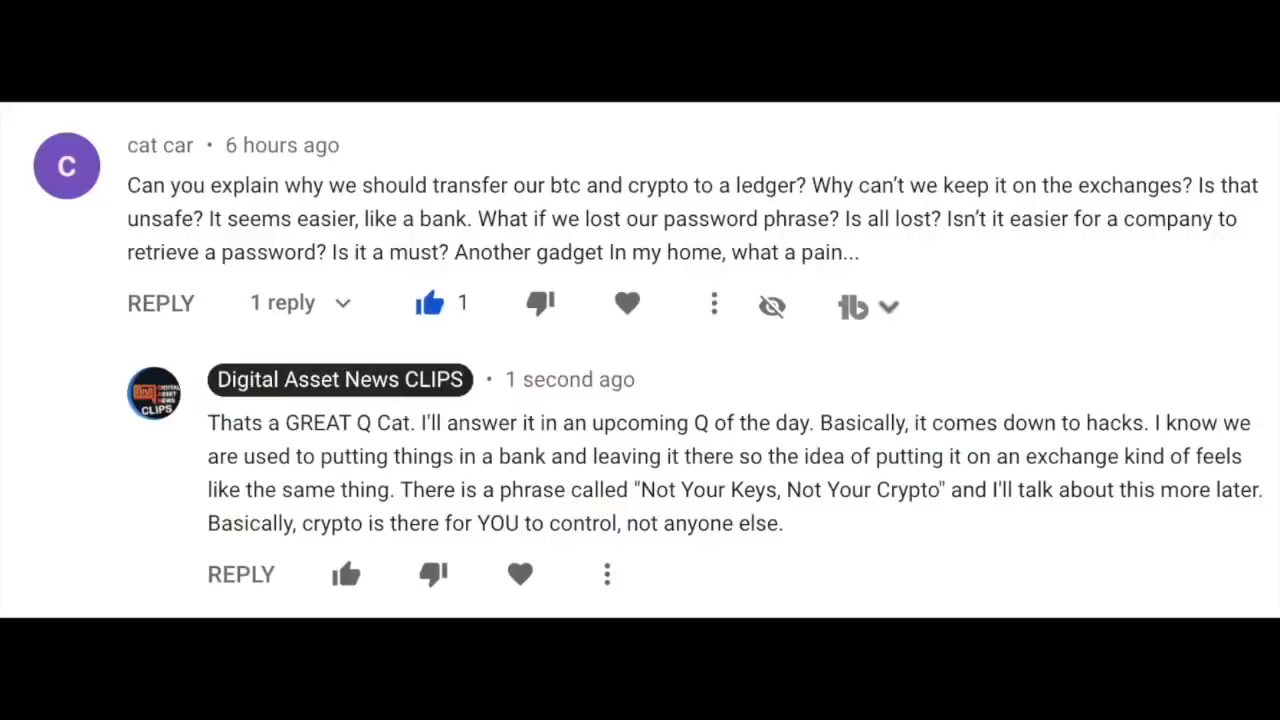 C
cat car • 6 hours ago
Can you explain why we should transfer our btc and crypto to a ledger? Why can't we keep it on the exchanges? Is that
unsafe? It seems easier, like a bank. What if we lost our password phrase? Is all lost? Isn't it easier for a company to
retrieve a password? Is it a must? Another gadget In my home, what a pain...
REPLY 1 reply 1
Digital Asset News CLIPS • 1 second ago
DIGITAL
ASSET
NEWS
CLIPS
Thats a GREAT Q Cat. I'll answer it in an upcoming Q of the day. Basically, it comes down to hacks. I know we
are used to putting things in a bank and leaving it there so the idea of putting it on an exchange kind of feels
like the same thing. There is a phrase called "Not Your Keys, Not Your Crypto" and I'll talk about this more later.
Basically, crypto is there for YOU to control, not anyone else.
REPLY